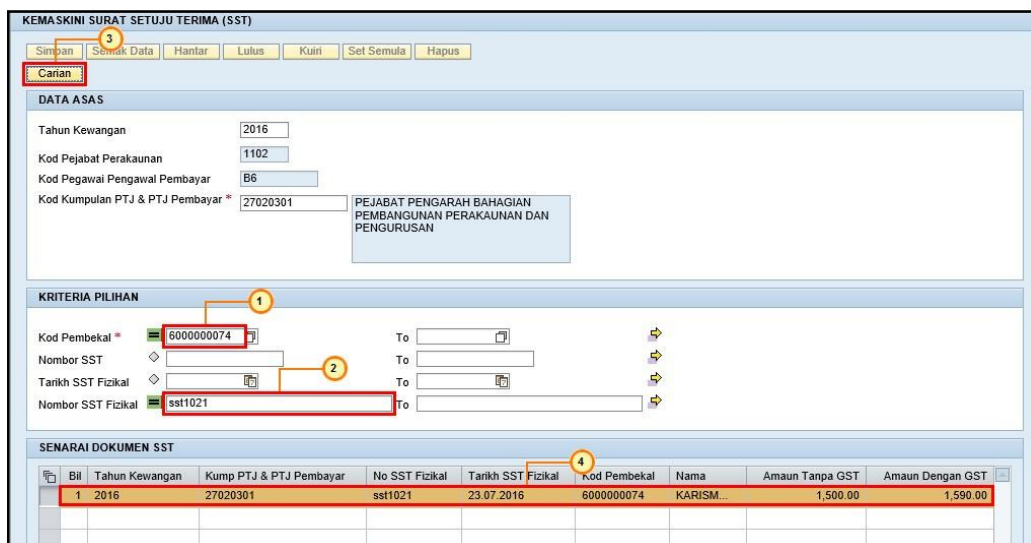 KEMASKINI SURAT SETUJU TERIMA (SST)
3
Simpan Semak Data Hantar Lulus Kuiri Set Semula Hapus
Carian
DATA ASAS
Tahun Kewangan 2016
Kod Pejabat Perakaunan 1102
Kod Pegawai Pengawal Pembayar B6
Kod Kumpulan PTJ & PTJ Pembayar * 27020301 PEJABAT PENGARAH BAHAGIAN
PEMBANGUNAN PERAKAUNAN DAN
PENGURUSAN
KRITERIA PILIHAN
1
Kod Pembekal * 6000000074 To
Nombor SST To
2
Tarikh SST Fizikal To
Nombor SST Fizikal sst1021 To
SENARAI DOKUMEN SST
4
Bil Tahun Kewangan Kump PTJ & PTJ Pembayar No SST Fizikal Tarikh SST Fizikal Kod Pembekal Nama Amaun Tanpa GST Amaun Dengan GST
1 2016 27020301 sst1021 23.07.2016 6000000074 KARISM... 1,500.00 1,590.00